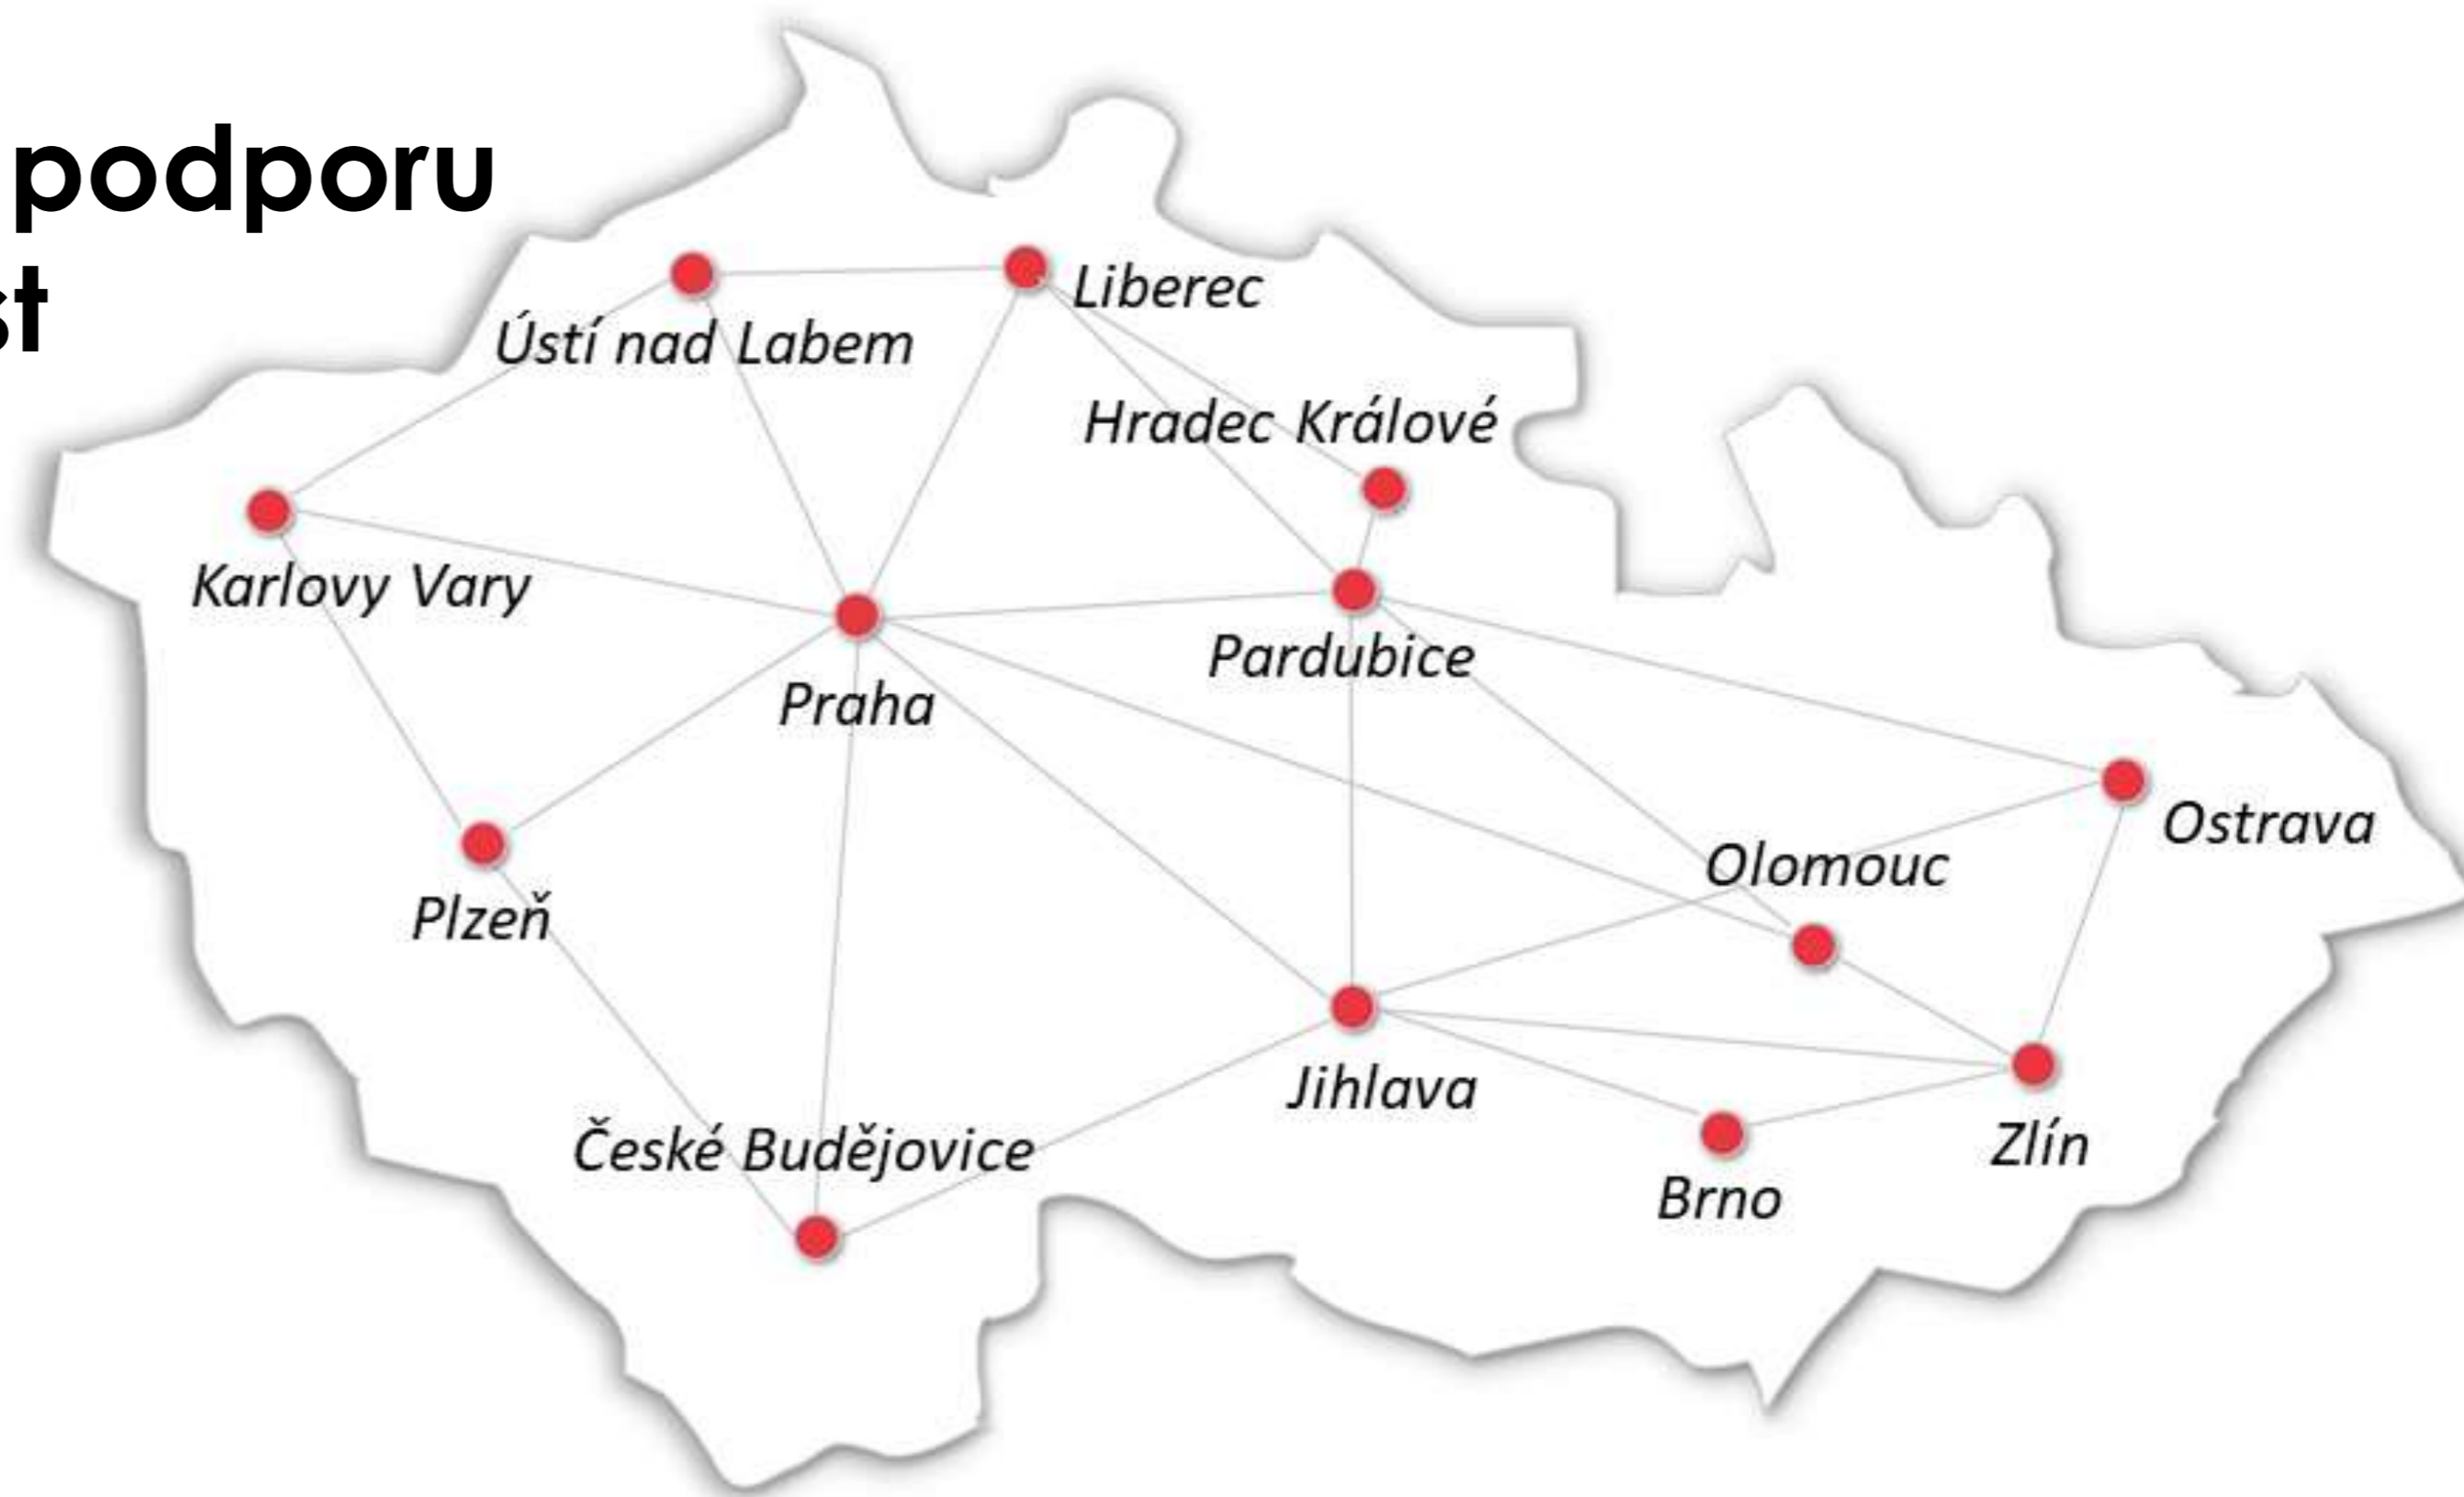 podporu
st
Liberec
Ústí nad Labem
Hradec Králové
Karlovy Vary
Pardubice
Praha
Ostrava
Olomouc
Plzeň
Jihlava
České Budějovice
Zlín
Brno